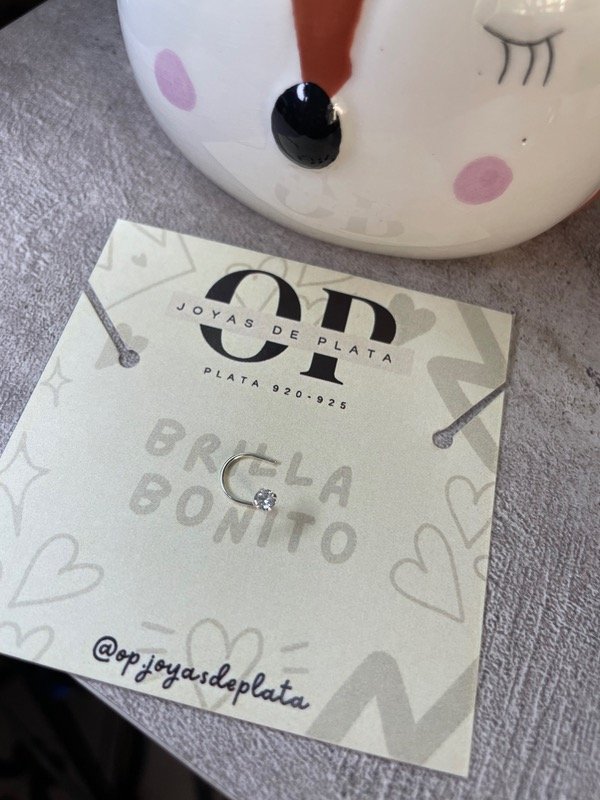 OP
JOYAS DE PLATA
PLATA 920-925
BRILLA
BONITO
@op.joyasdeplata